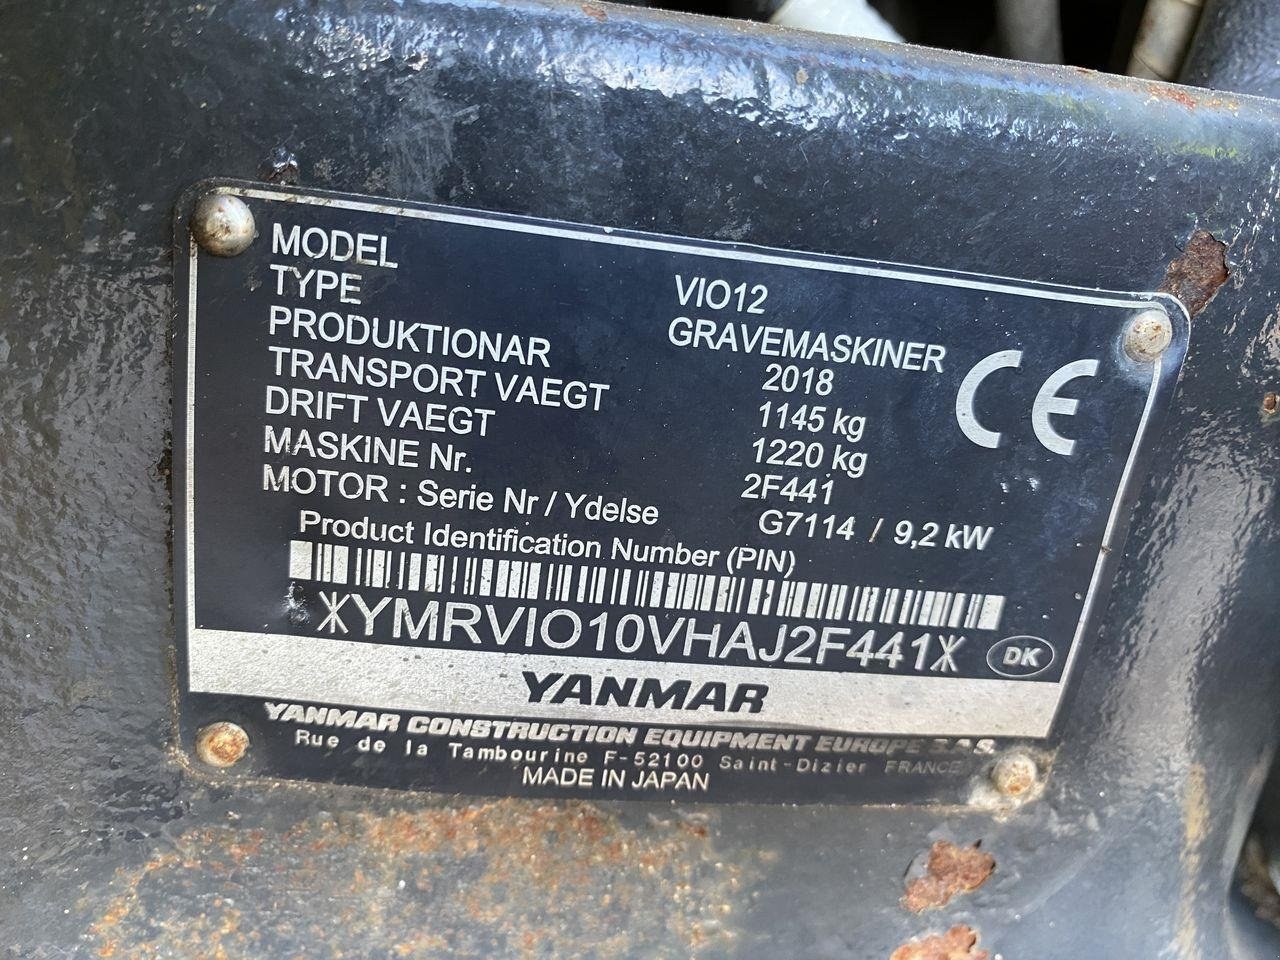 MODEL VIO12
TYPE GRAVEMASKINER
PRODUKTIONAR 2018
TRANSPORT VAEGT 1145 kg
DRIFT VAEGT 1220 kg
MASKINE Nr. 2F441
MOTOR : Serie Nr / Ydelse G7114 / 9,2 kW
CE
Product Identification Number (PIN)
*YMRVIO10VHAJ2F441*
DK
YANMAR
YANMAR CONSTRUCTION EQUIPMENT EUROPE S.A.S.
Rue de la Tambourine F-52100 Saint-Dizier FRANCE
MADE IN JAPAN